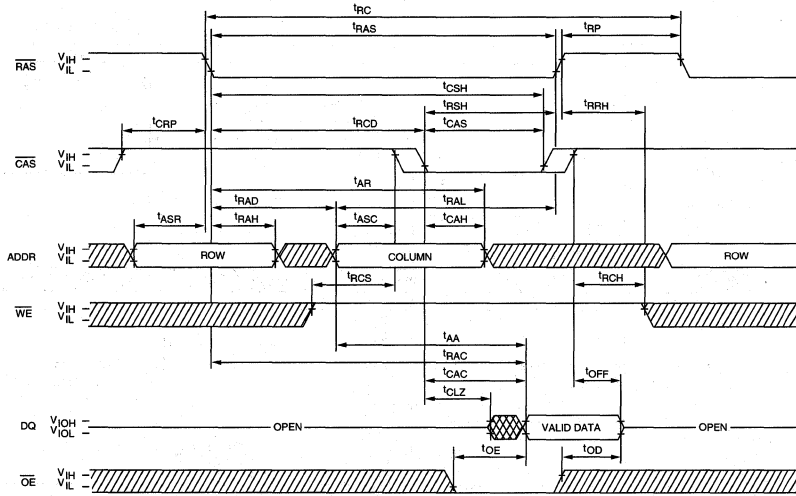 tRC
tRAS tRP
RAS VIH VIL
tCSH
tRSH tRRH
tCRP tRCD tCAS
CAS VIH VIL
tAR
tRAD tRAL
tASR tRAH tASC tCAH
ADDR VIH VIL ROW COLUMN ROW
tRCS tRCH
WE VIH VIL
tAA
tRAC
tCAC tOFF
tCLZ
DQ VIOH VIOL OPEN VALID DATA OPEN
tOE tOD
OE VIH VIL